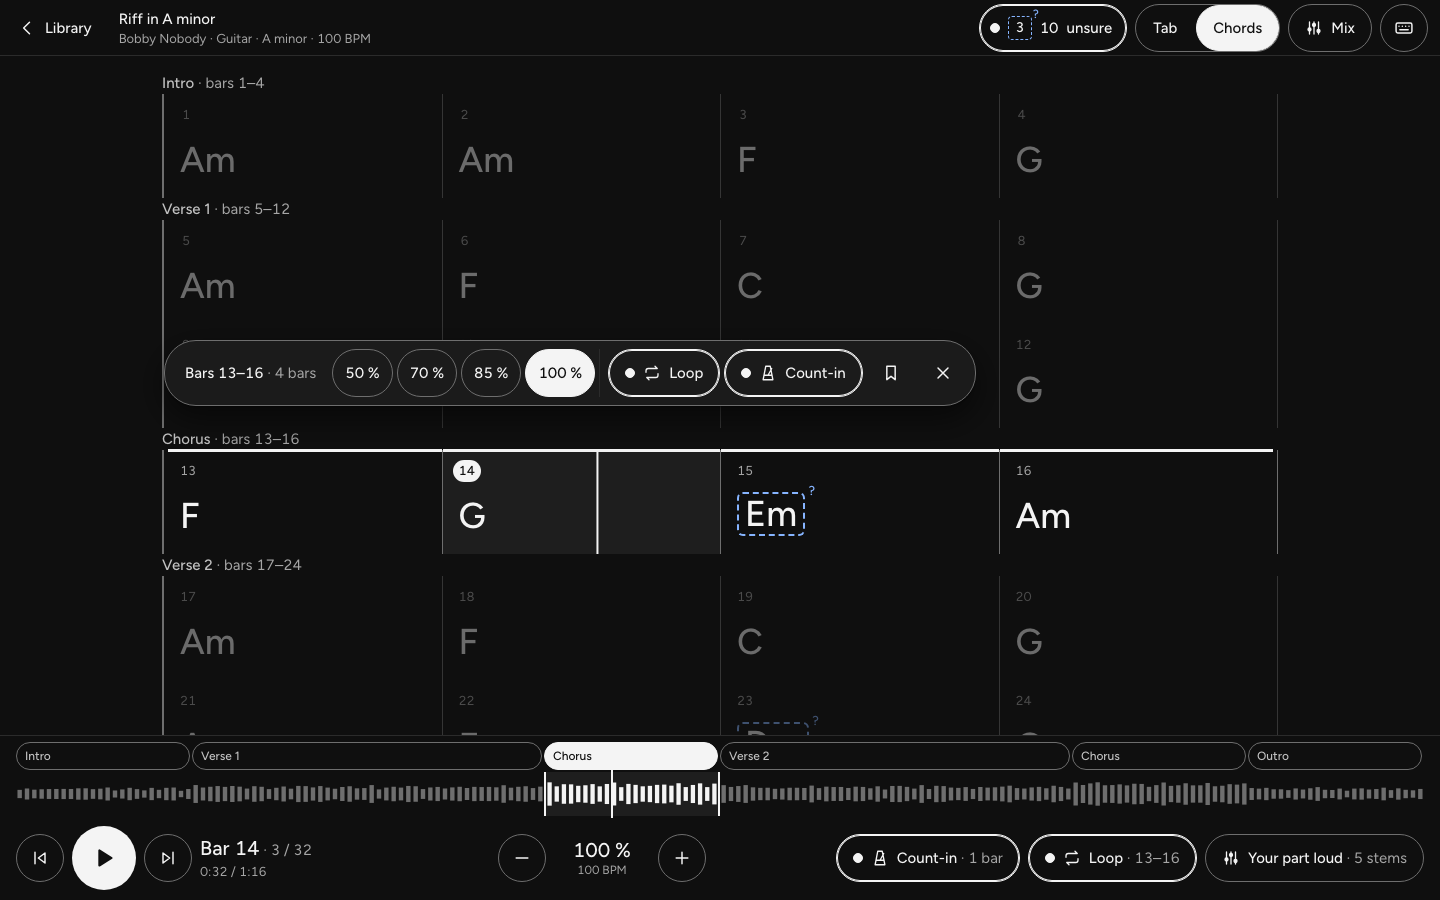 Library
Riff in A minor
Bobby Nobody · Guitar · A minor · 100 BPM
3 ? 10 unsure
Tab
Chords
Mix
Intro · bars 1–4
1 2 3 4
Am Am F G
Verse 1 · bars 5–12
5 6 7 8
Am F C G
12
G
Bars 13–16 · 4 bars 50 % 70 % 85 % 100 % Loop Count-in
Chorus · bars 13–16
13 14 15 16
F G Em ? Am
Verse 2 · bars 17–24
17 18 19 20
Am F C G
21 22 23 24
?
Intro Verse 1 Chorus Verse 2 Chorus Outro
Bar 14 · 3 / 32
0:32 / 1:16
100 %
100 BPM
Count-in · 1 bar
Loop · 13–16
Your part loud · 5 stems